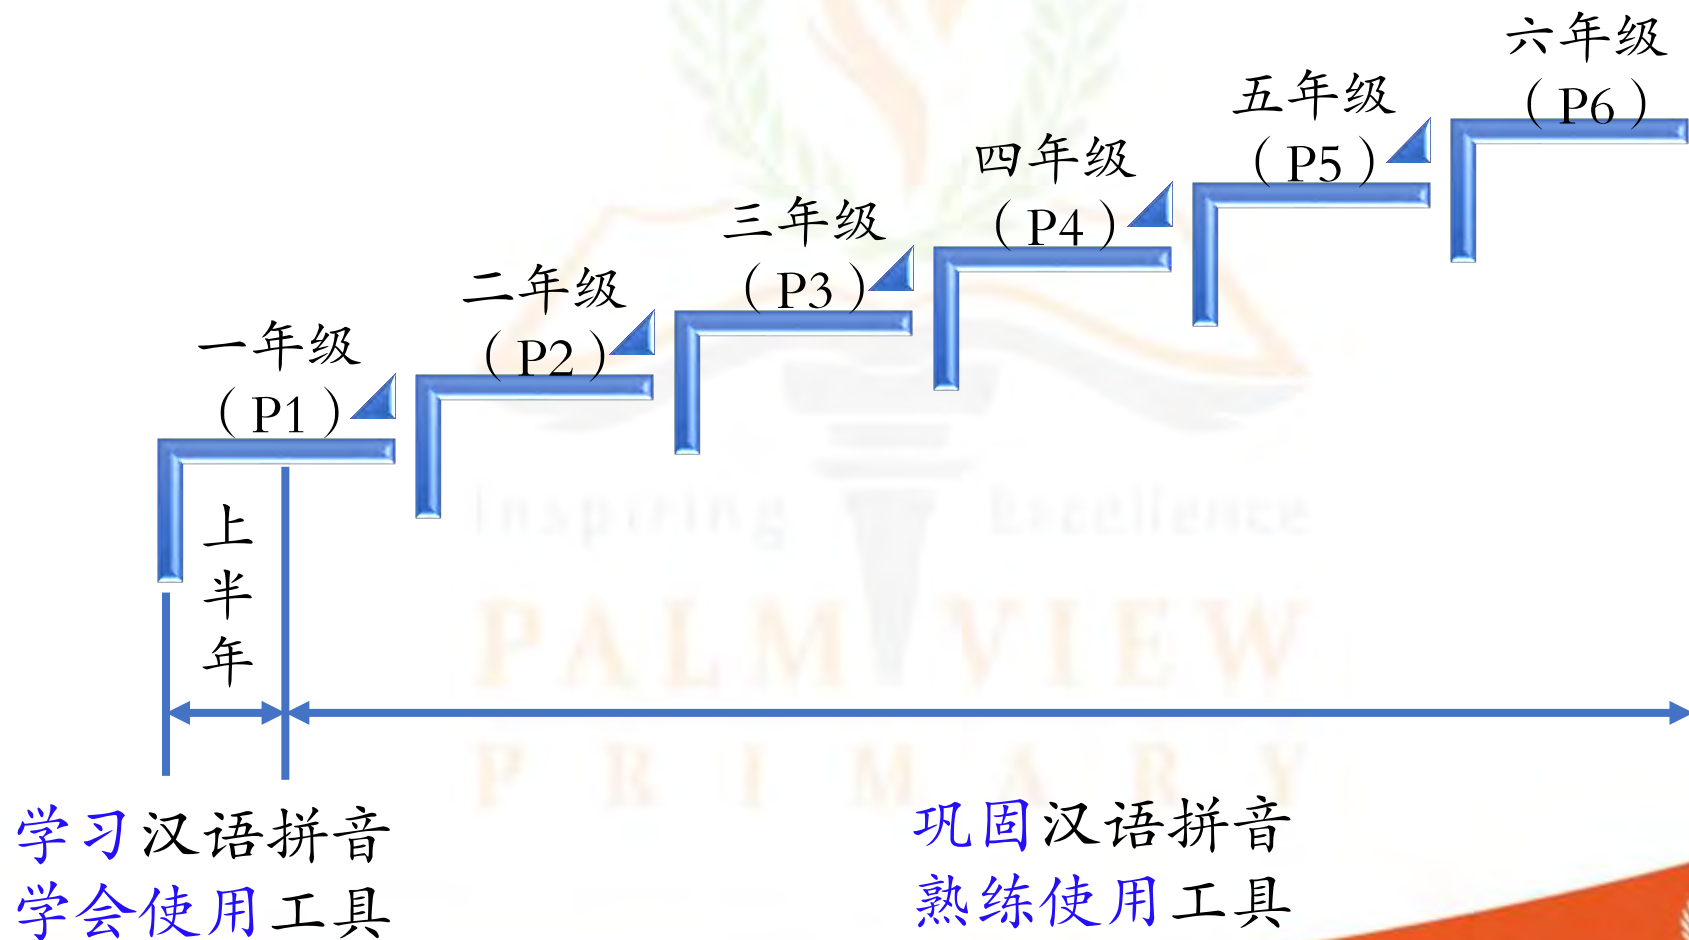 一年级
（P1）
二年级
（P2）
三年级
（P3）
四年级
（P4）
五年级
（P5）
六年级
（P6）
上半年
学习汉语拼音
学会使用工具
巩固汉语拼音
熟练使用工具
Inspiring Excellence
PALM VIEW
PRIMARY